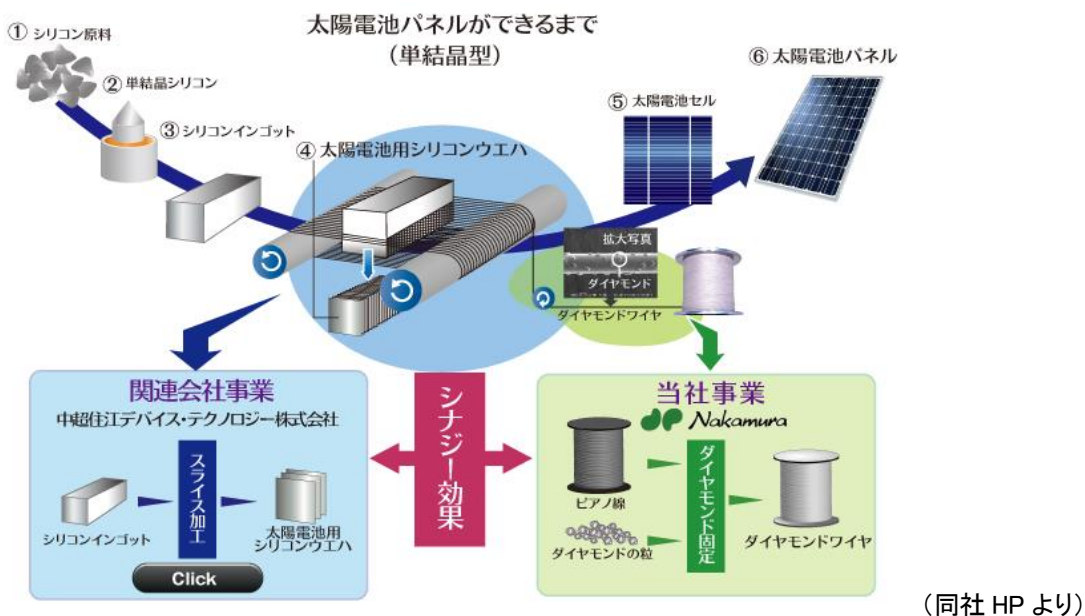 太陽電池パネルができるまで
(単結晶型)
① シリコン原料
② 単結晶シリコン
③ シリコンインゴット
④ 太陽電池用シリコンウエハ
⑤ 太陽電池セル
⑥ 太陽電池パネル
拡大写真
ダイヤモンド
ダイヤモンドワイヤ
関連会社事業
中超住江デバイス・テクノロジー株式会社
シリコンインゴット
スライス加工
太陽電池用
シリコンウエハ
Click
シナジー効果
当社事業
Nakamura
ピアノ線
ダイヤモンドの粒
ダイヤモンド固定
ダイヤモンドワイヤ
(同社 HP より)